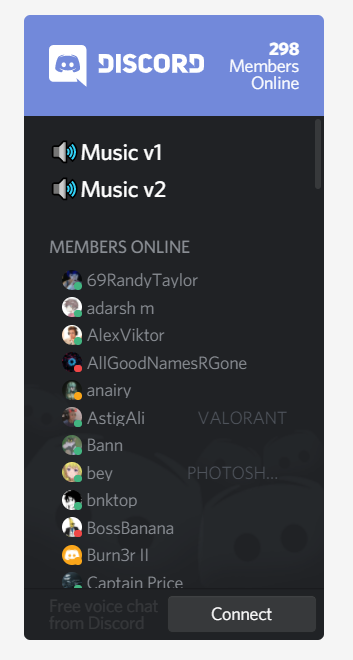 DISCORD
298
Members
Online
Music v1
Music v2
MEMBERS ONLINE
69RandyTaylor
adarsh m
AlexViktor
AllGoodNamesRGone
anairy
AstigAli VALORANT
Bann
bey PHOTOSH...
bnktop
BossBanana
Burn3r II
Captain Price
Free voice chat
from Discord
Connect